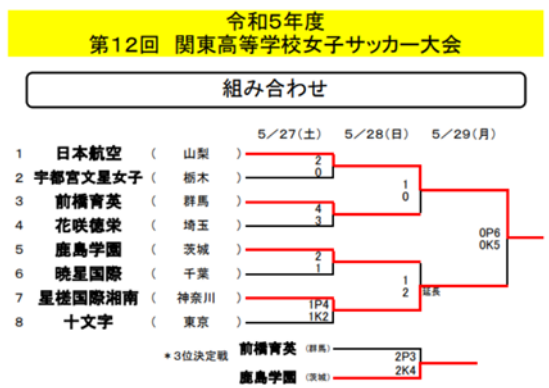 令和5年度
第12回 関東高等学校女子サッカー大会
組み合わせ
5/27(土) 5/28(日) 5/29(月)
1 日本航空 ( 山梨 )
2
0
2 宇都宮文星女子 ( 栃木 )
1
0
3 前橋育英 ( 群馬 )
4
3
4 花咲徳栄 ( 埼玉 )
0P6
0K5
5 鹿島学園 ( 茨城 )
2
1
6 暁星国際 ( 千葉 )
1
2 延長
7 星槎国際湘南 ( 神奈川 )
1P4
1K2
8 十文字 ( 東京 )
*3位決定戦 前橋育英 (群馬)
2P3
2K4
鹿島学園 (茨城)